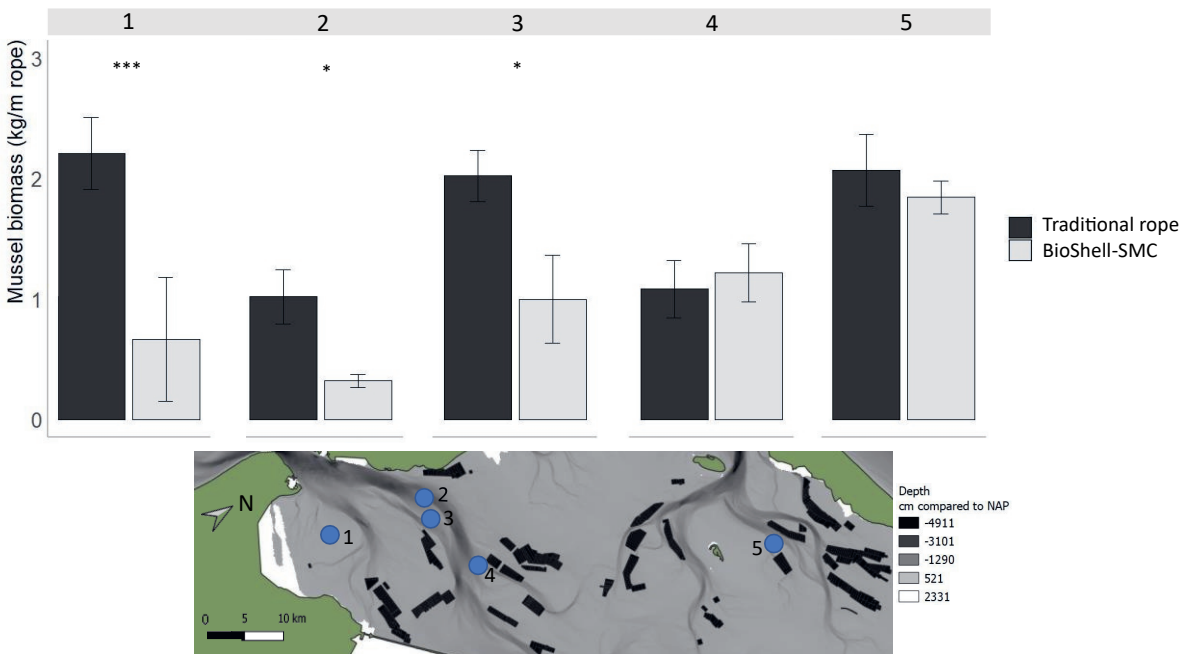 1 2 3 4 5
*** * *
3
2
1
0
Mussel biomass (kg/m rope)
Traditional rope
BioShell-SMC
N
1
2
3
4
5
0 5 10 km
Depth
cm compared to NAP
-4911
-3101
-1290
521
2331